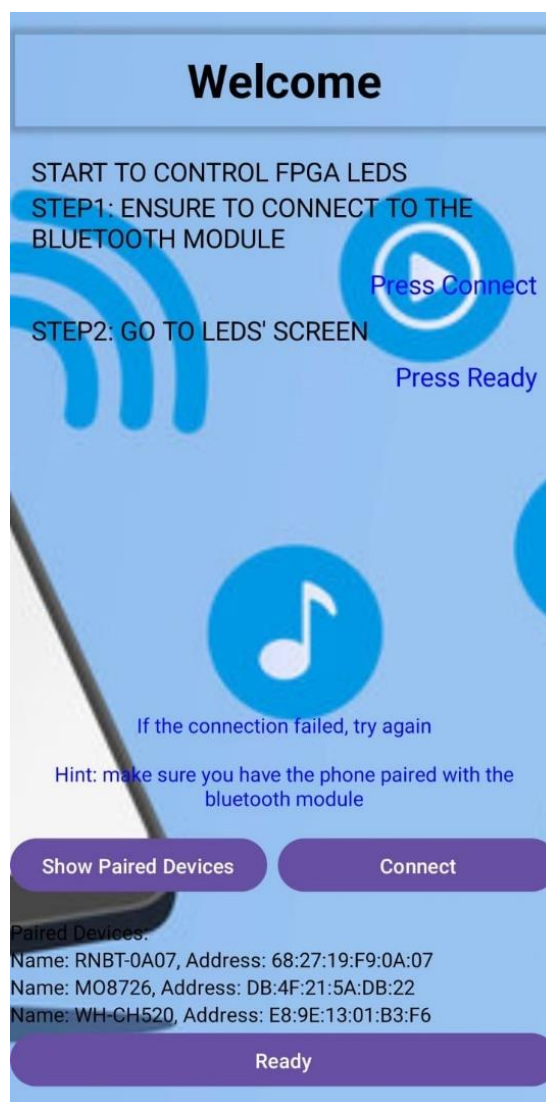 Welcome
START TO CONTROL FPGA LEDS
STEP1: ENSURE TO CONNECT TO THE
BLUETOOTH MODULE
Press Connect
STEP2: GO TO LEDS' SCREEN
Press Ready
If the connection failed, try again
Hint: make sure you have the phone paired with the
bluetooth module
Show Paired Devices
Connect
Paired Devices:
Name: RNBT-0A07, Address: 68:27:19:F9:0A:07
Name: MO8726, Address: DB:4F:21:5A:DB:22
Name: WH-CH520, Address: E8:9E:13:01:B3:F6
Ready